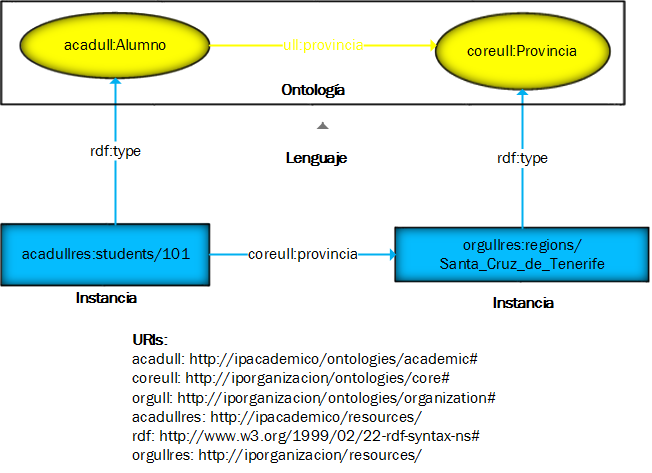 acadull:Alumno
ull:provincia
coreull:Provincia
Ontología
rdf:type
Lenguaje
rdf:type
acadullres:students/101
coreull:provincia
orgullres:regions/
Santa_Cruz_de_Tenerife
Instancia
Instancia
URIs:
acadull: http://ipacademico/ontologies/academic#
coreull: http://iporganizacion/ontologies/core#
orgull: http://iporganizacion/ontologies/organization#
acadullres: http://ipacademico/resources/
rdf: http://www.w3.org/1999/02/22-rdf-syntax-ns#
orgullres: http://iporganizacion/resources/